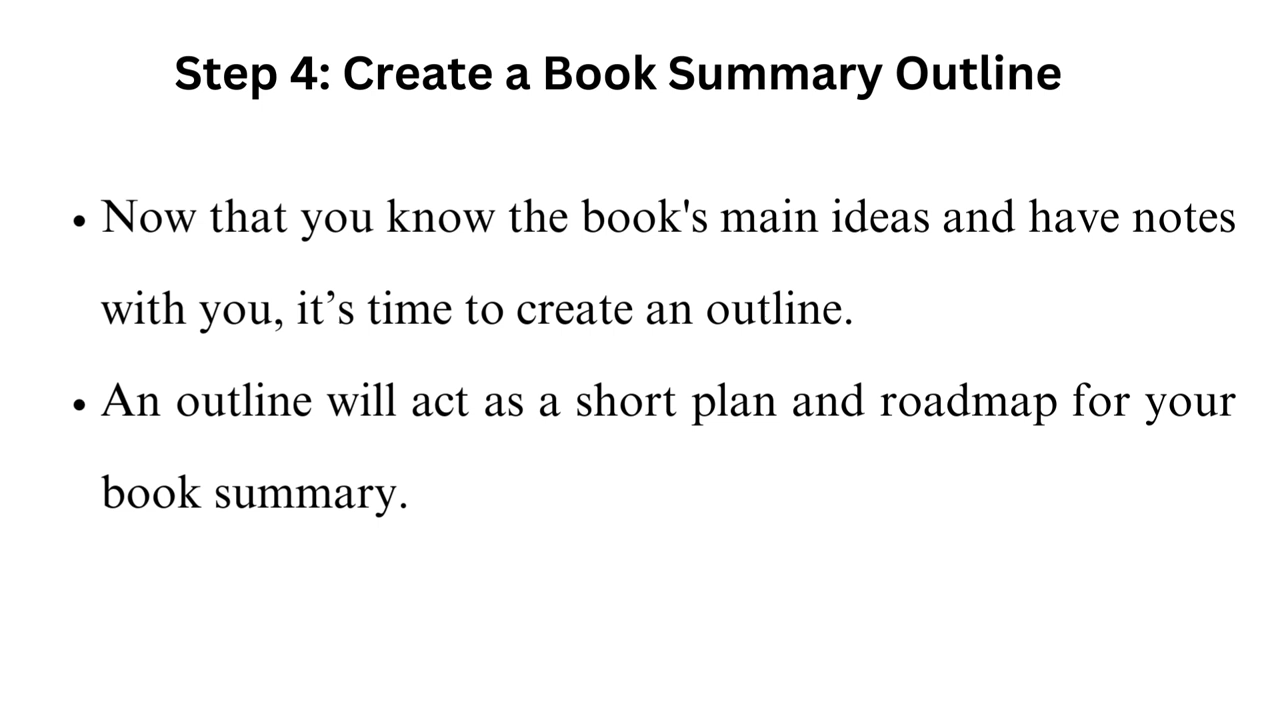 Step 4: Create a Book Summary Outline
• Now that you know the book's main ideas and have notes
with you, it’s time to create an outline.
• An outline will act as a short plan and roadmap for your
book summary.